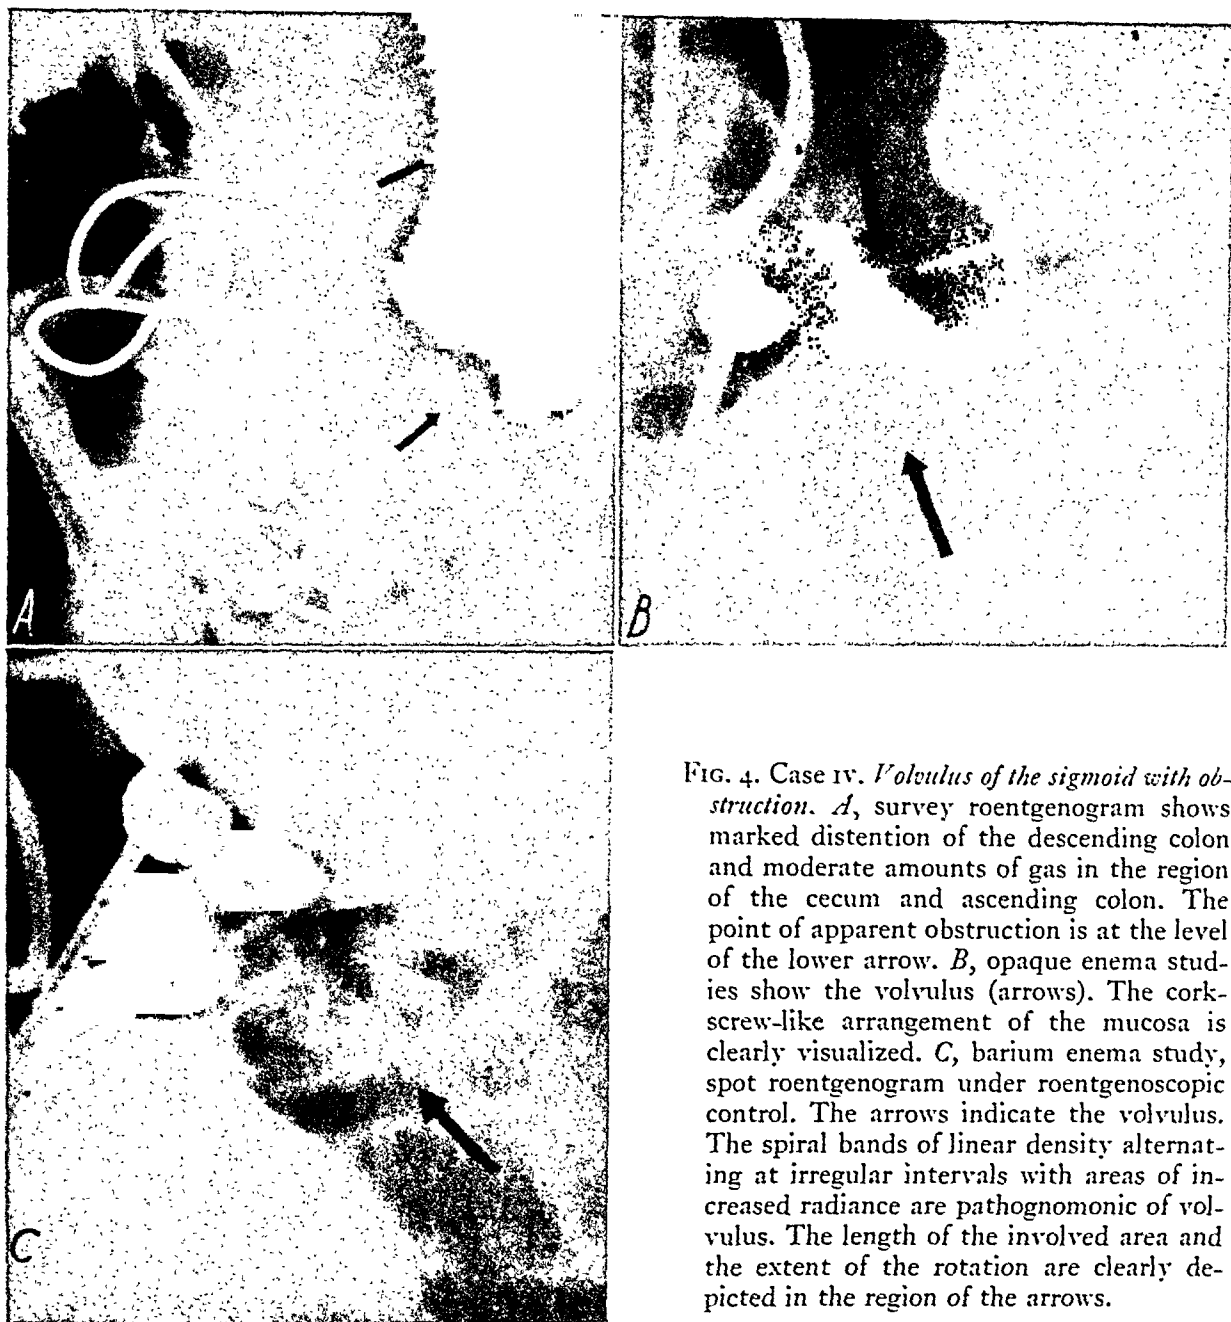 A
B
C
FIG. 4. Case IV. Volvulus of the sigmoid with ob-
struction. A, survey roentgenogram shows
marked distention of the descending colon
and moderate amounts of gas in the region
of the cecum and ascending colon. The
point of apparent obstruction is at the level
of the lower arrow. B, opaque enema stud-
ies show the volvulus (arrows). The cork-
screw-like arrangement of the mucosa is
clearly visualized. C, barium enema study,
spot roentgenogram under roentgenoscopic
control. The arrows indicate the volvulus.
The spiral bands of linear density alternat-
ing at irregular intervals with areas of in-
creased radiance are pathognomonic of vol-
vulus. The length of the involved area and
the extent of the rotation are clearly de-
picted in the region of the arrows.